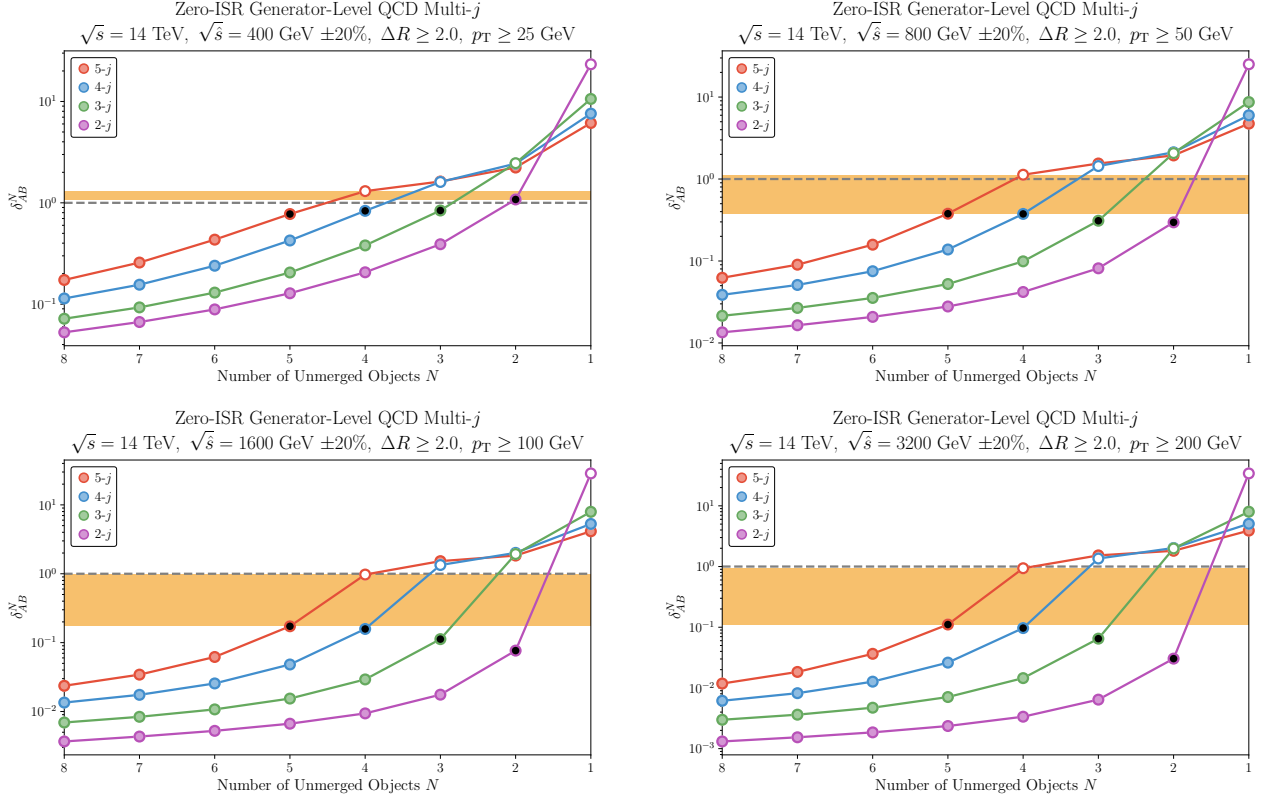 Zero-ISR Generator-Level QCD Multi-j
√s = 14 TeV, √ŝ = 400 GeV ±20%, ΔR ≥ 2.0, p_T ≥ 25 GeV
5-j
4-j
3-j
2-j
10^1
10^0
10^-1
δ^N_AB
8 7 6 5 4 3 2 1
Number of Unmerged Objects N
Zero-ISR Generator-Level QCD Multi-j
√s = 14 TeV, √ŝ = 800 GeV ±20%, ΔR ≥ 2.0, p_T ≥ 50 GeV
5-j
4-j
3-j
2-j
10^1
10^0
10^-1
10^-2
δ^N_AB
8 7 6 5 4 3 2 1
Number of Unmerged Objects N
Zero-ISR Generator-Level QCD Multi-j
√s = 14 TeV, √ŝ = 1600 GeV ±20%, ΔR ≥ 2.0, p_T ≥ 100 GeV
5-j
4-j
3-j
2-j
10^1
10^0
10^-1
10^-2
δ^N_AB
8 7 6 5 4 3 2 1
Number of Unmerged Objects N
Zero-ISR Generator-Level QCD Multi-j
√s = 14 TeV, √ŝ = 3200 GeV ±20%, ΔR ≥ 2.0, p_T ≥ 200 GeV
5-j
4-j
3-j
2-j
10^1
10^0
10^-1
10^-2
10^-3
δ^N_AB
8 7 6 5 4 3 2 1
Number of Unmerged Objects N